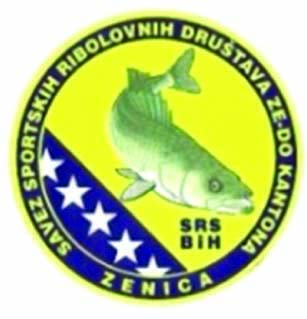 SAVEZ SPORTSKIH RIBOLOVNIH DRUŠTAVA ZE-DO KANTONA
SRS
BIH
ZENICA